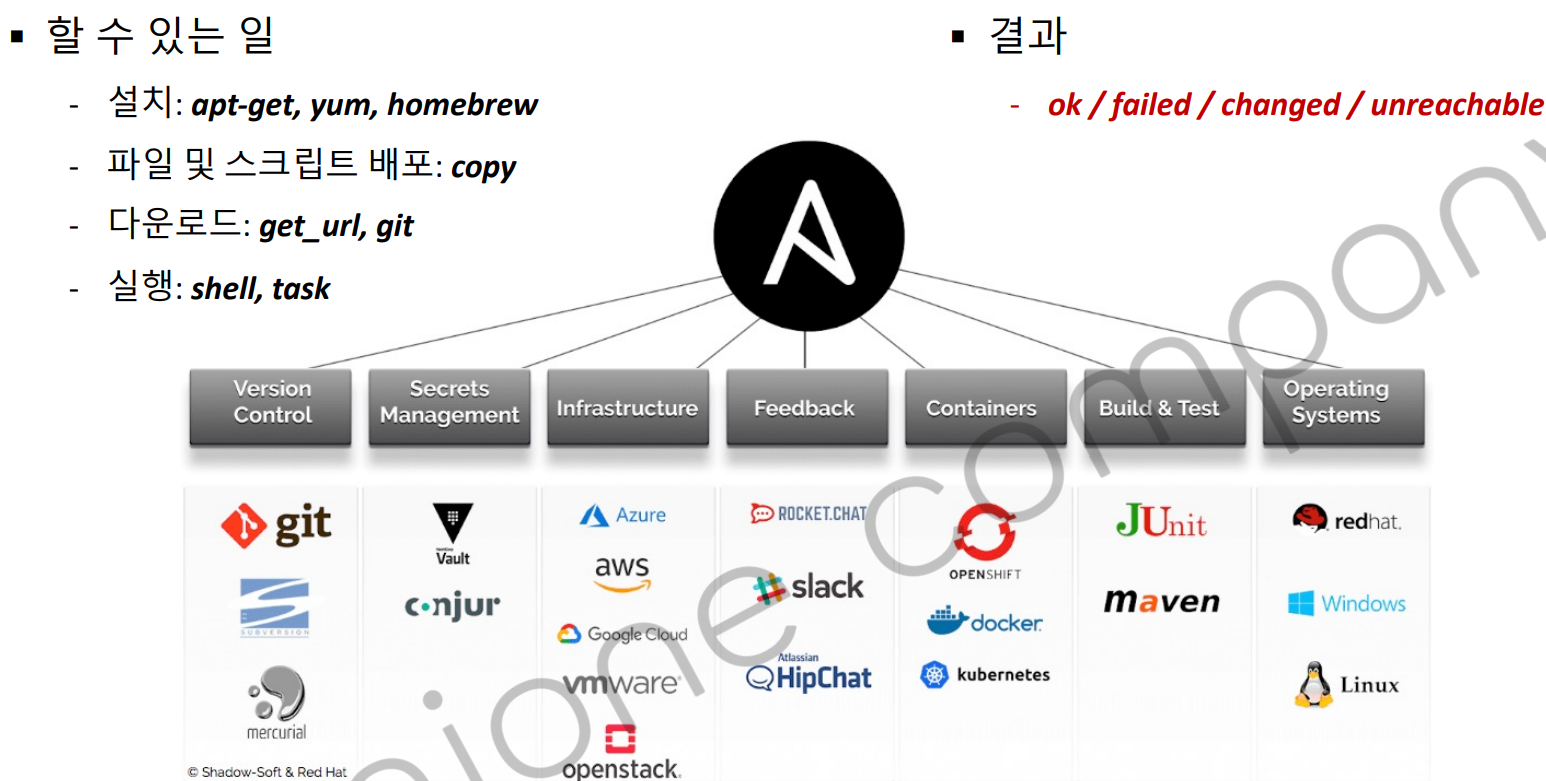 ▪ 할 수 있는 일
- 설치: apt-get, yum, homebrew
- 파일 및 스크립트 배포: copy
- 다운로드: get_url, git
- 실행: shell, task
▪ 결과
- ok / failed / changed / unreachable
Version
Control
Secrets
Management
Infrastructure
Feedback
Containers
Build & Test
Operating
Systems
git
SUBVERSION
mercurial
Vault
conjur
Azure
aws
Google Cloud
vmware
openstack.
ROCKET.CHAT
slack
Atlassian
HipChat
OPENSHIFT
docker
kubernetes
JUnit
maven
redhat.
Windows
Linux
© Shadow-Soft & Red Hat
one company